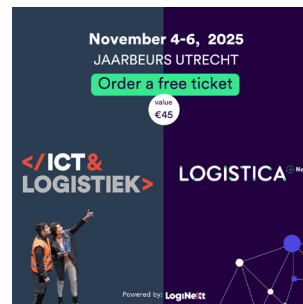 November 4-6, 2025
JAARBEURS UTRECHT
Order a free ticket
value
€45
</ICT&
LOGISTIEK>
LOGISTICA
Powered by: LogiNext